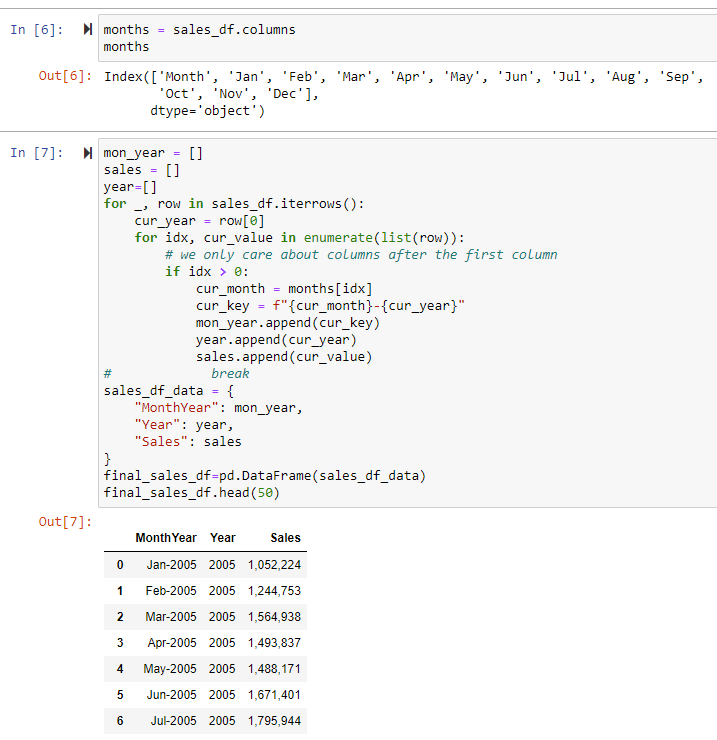 In [6]: months = sales_df.columns
months
Out[6]: Index(['Month', 'Jan', 'Feb', 'Mar', 'Apr', 'May', 'Jun', 'Jul', 'Aug', 'Sep',
       'Oct', 'Nov', 'Dec'],
      dtype='object')
In [7]: mon_year = []
sales = []
year=[]
for _, row in sales_df.iterrows():
    cur_year = row[0]
    for idx, cur_value in enumerate(list(row)):
        # we only care about columns after the first column
        if idx > 0:
            cur_month = months[idx]
            cur_key = f"{cur_month}-{cur_year}"
            mon_year.append(cur_key)
            year.append(cur_year)
            sales.append(cur_value)
#             break
sales_df_data = {
    "MonthYear": mon_year,
    "Year": year,
    "Sales": sales
}
final_sales_df=pd.DataFrame(sales_df_data)
final_sales_df.head(50)
Out[7]:
MonthYear Year Sales
0 Jan-2005 2005 1,052,224
1 Feb-2005 2005 1,244,753
2 Mar-2005 2005 1,564,938
3 Apr-2005 2005 1,493,837
4 May-2005 2005 1,488,171
5 Jun-2005 2005 1,671,401
6 Jul-2005 2005 1,795,944